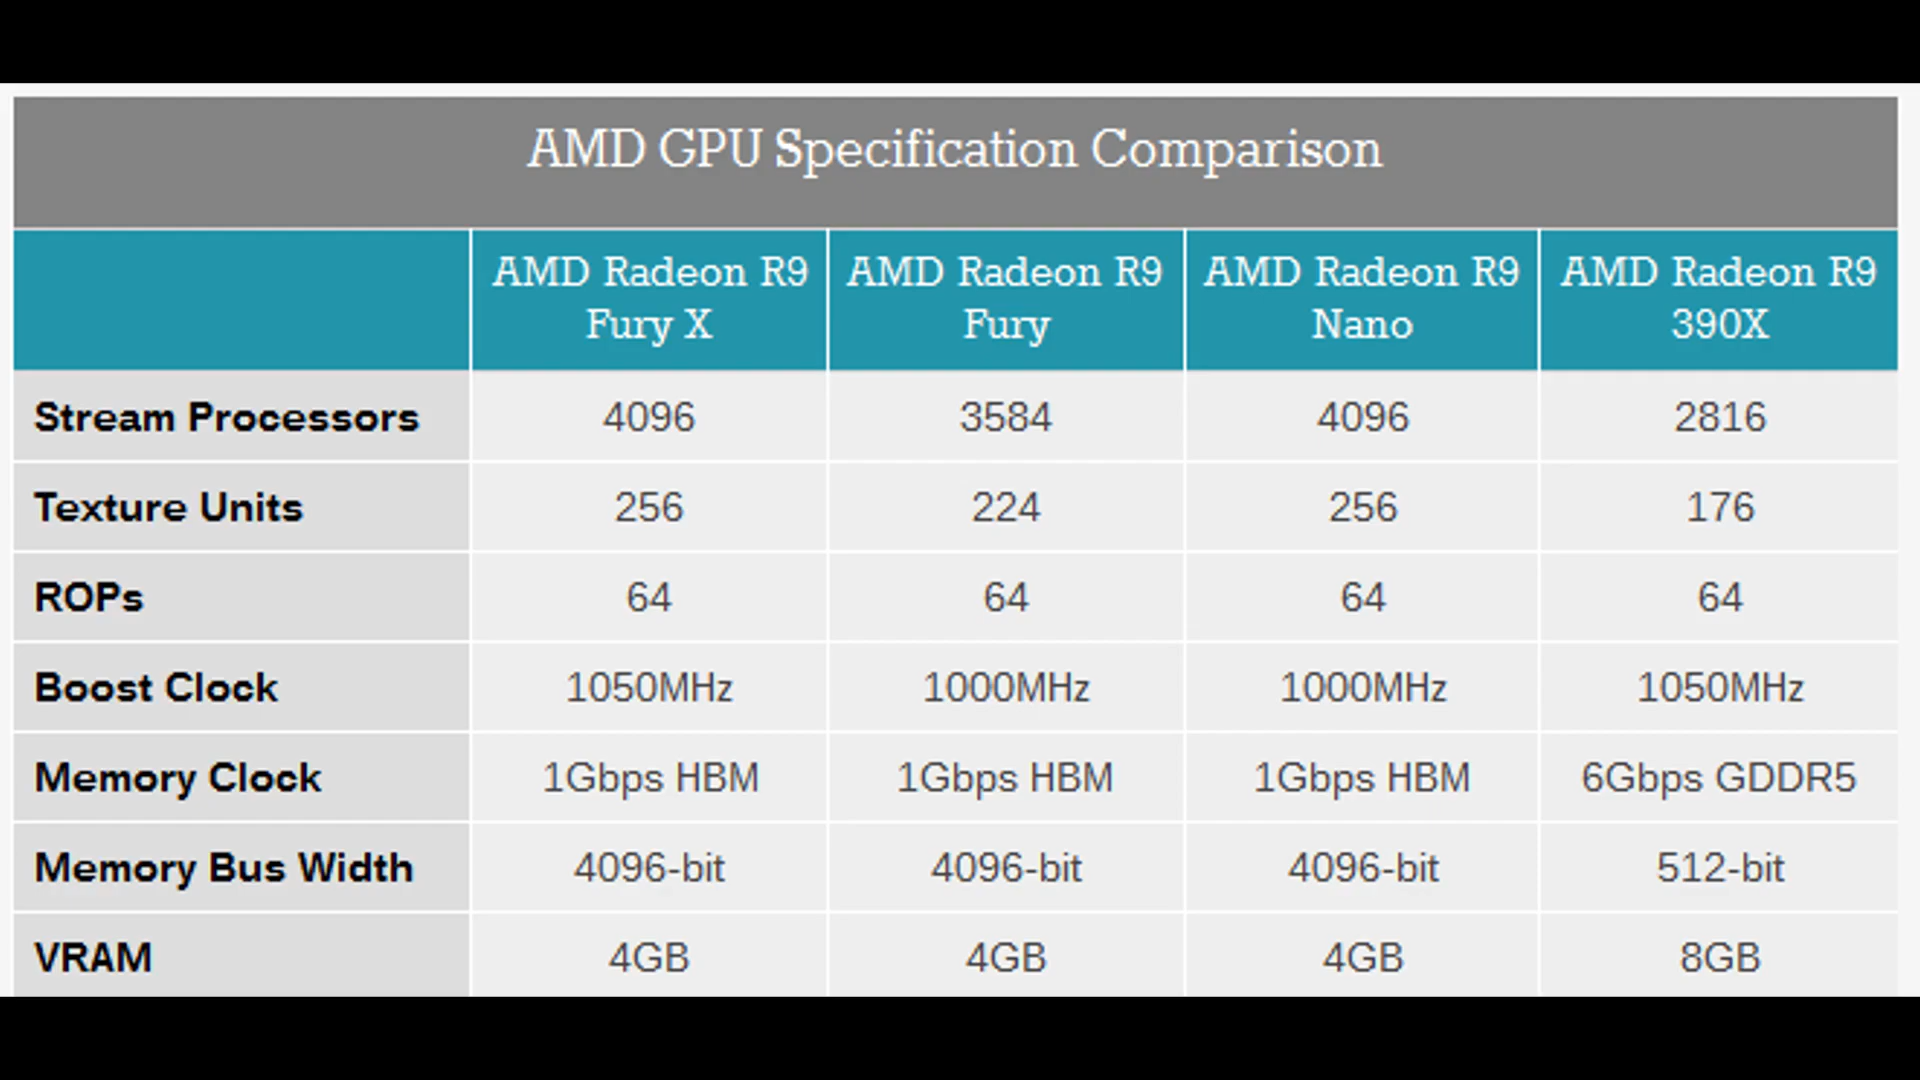 AMD GPU Specification Comparison
AMD Radeon R9 Fury X AMD Radeon R9 Fury AMD Radeon R9 Nano AMD Radeon R9 390X
Stream Processors 4096 3584 4096 2816
Texture Units 256 224 256 176
ROPs 64 64 64 64
Boost Clock 1050MHz 1000MHz 1000MHz 1050MHz
Memory Clock 1Gbps HBM 1Gbps HBM 1Gbps HBM 6Gbps GDDR5
Memory Bus Width 4096-bit 4096-bit 4096-bit 512-bit
VRAM 4GB 4GB 4GB 8GB